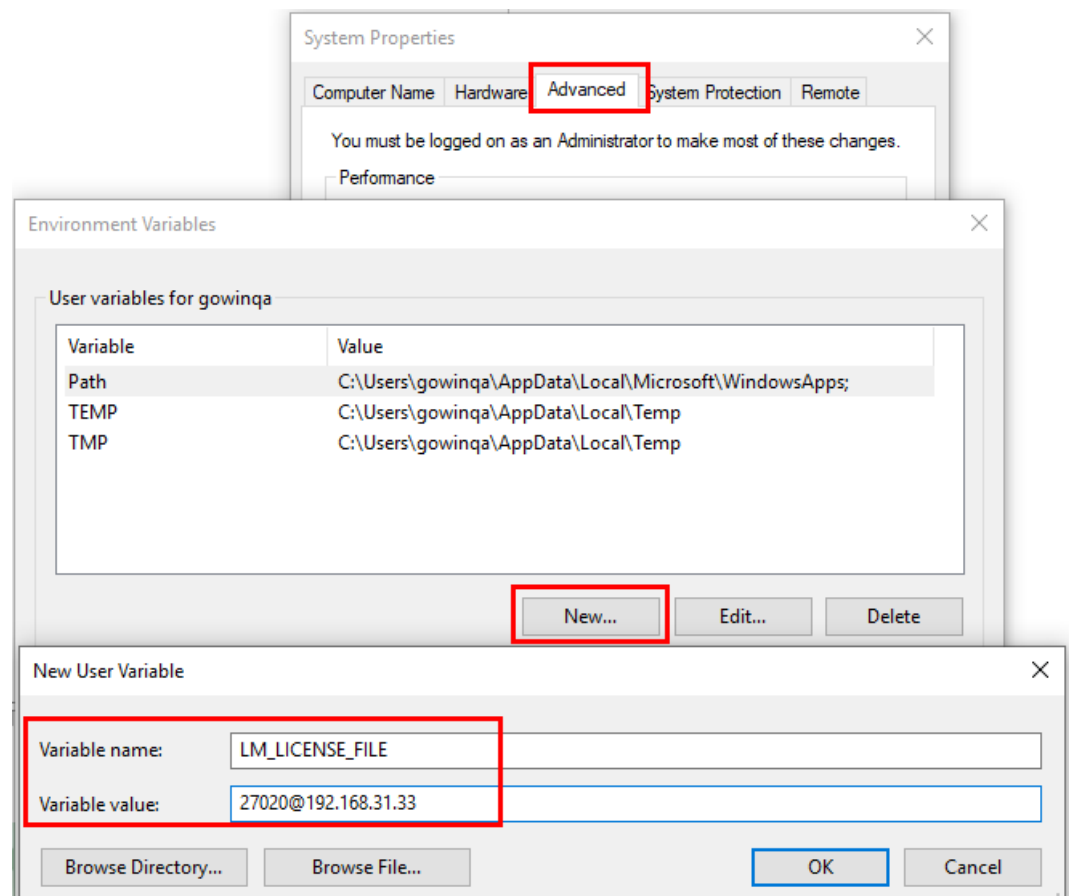 System Properties
Computer Name Hardware Advanced System Protection Remote
You must be logged on as an Administrator to make most of these changes.
Performance
Environment Variables
User variables for gowinqa
Variable Value
Path C:\Users\gowinqa\AppData\Local\Microsoft\WindowsApps;
TEMP C:\Users\gowinqa\AppData\Local\Temp
TMP C:\Users\gowinqa\AppData\Local\Temp
New... Edit... Delete
New User Variable
Variable name: LM_LICENSE_FILE
Variable value: 27020@192.168.31.33
Browse Directory... Browse File... OK Cancel